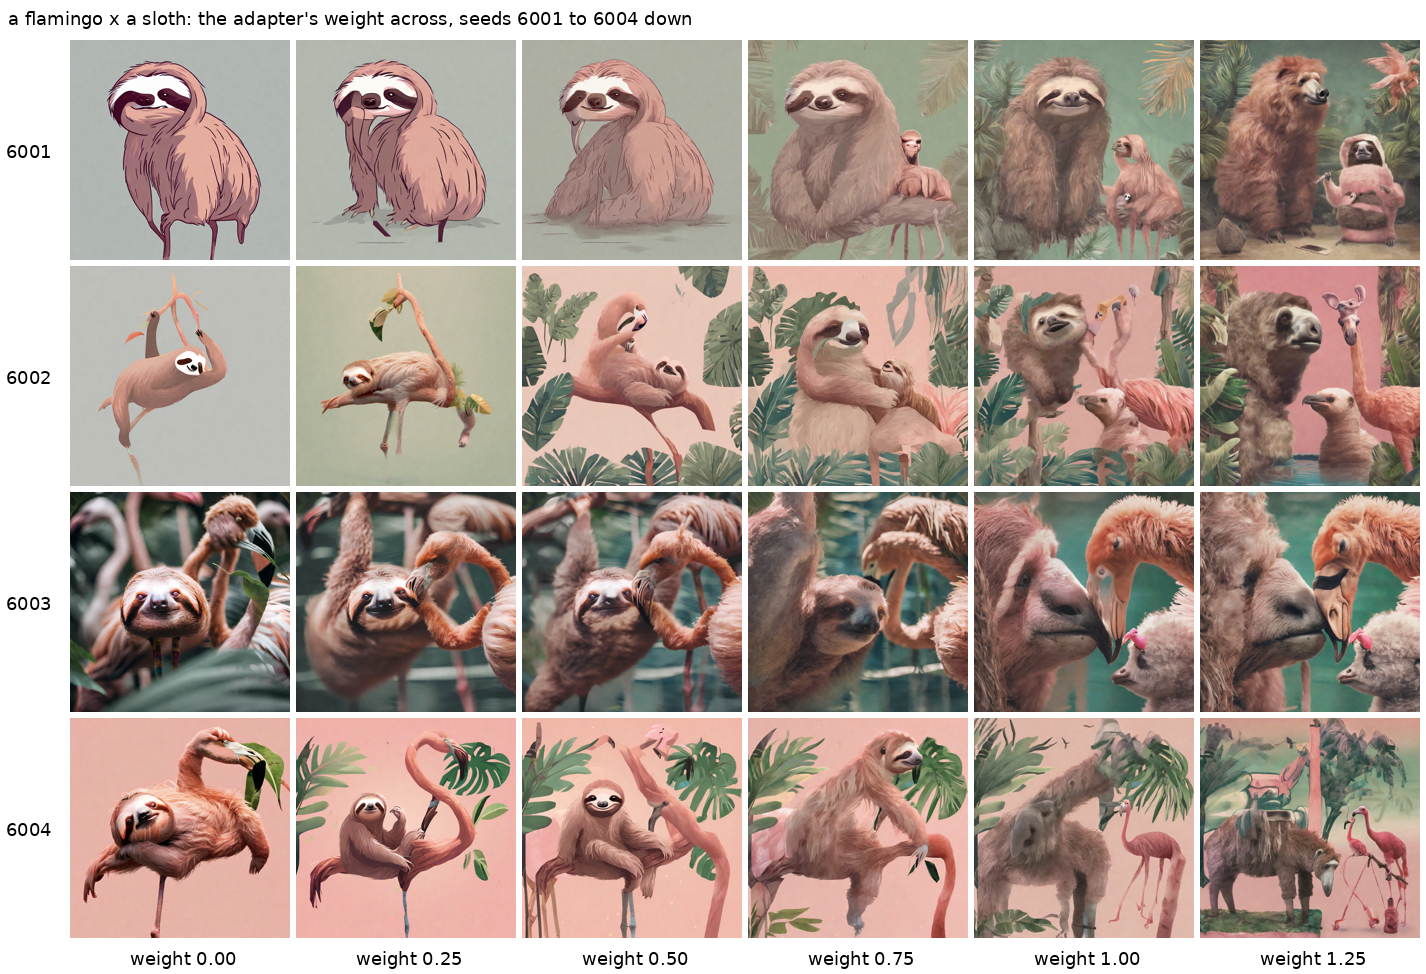 a flamingo x a sloth: the adapter's weight across, seeds 6001 to 6004 down
6001
6002
6003
6004
weight 0.00
weight 0.25
weight 0.50
weight 0.75
weight 1.00
weight 1.25